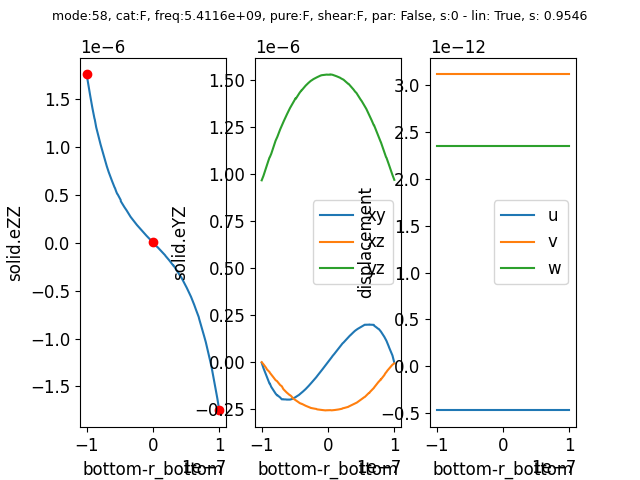 mode:58, cat:F, freq:5.4116e+09, pure:F, shear:F, par: False, s:0 - lin: True, s: 0.9546
1e−6
1e−6
1e−12
solid.eZZ
1.5
1.0
0.5
0.0
−0.5
−1.0
−1.5
−1
0
1
bottom-r_bottom
1e−7
solid.eYZ
1.50
1.25
1.00
0.75
0.50
0.25
0.00
−0.25
xy
xz
yz
−1
0
1
bottom-r_bottom
1e−7
displacement
3.0
2.5
2.0
1.5
1.0
0.5
0.0
−0.5
u
v
w
−1
0
1
bottom-r_bottom
1e−7